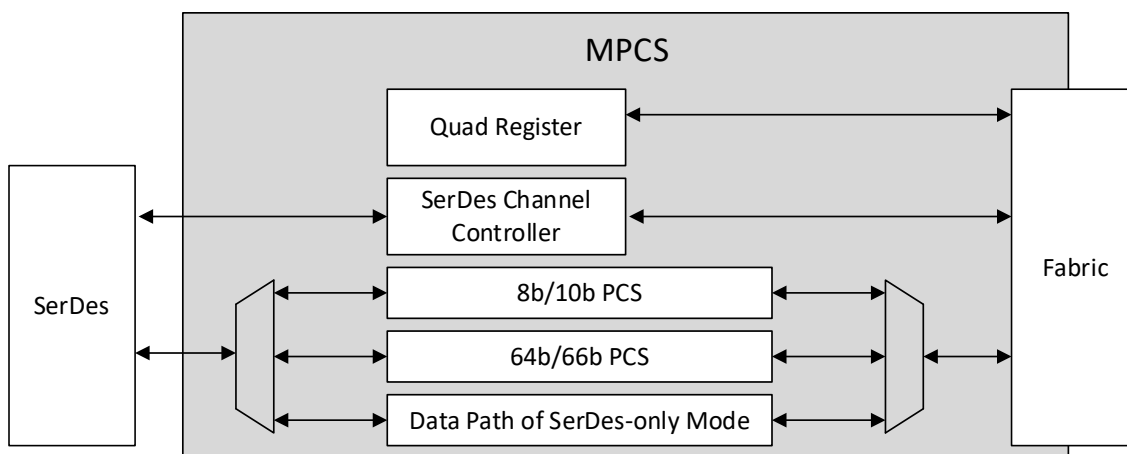 MPCS
Quad Register
SerDes Channel
Controller
SerDes
8b/10b PCS
Fabric
64b/66b PCS
Data Path of SerDes-only Mode